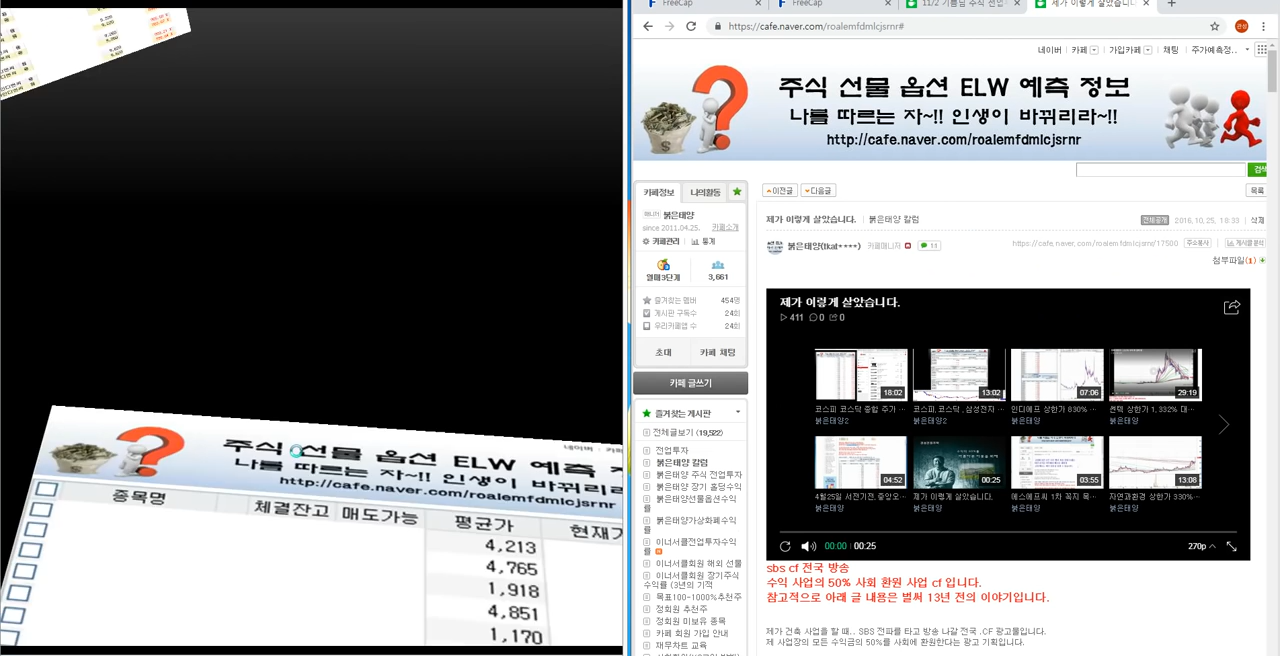 주식 선물 옵션 ELW 예측
나를 따르는 자~!! 인생이 바뀌리라
http://cafe.naver.com/roalemfdmlcjsrnr
종목명 체결잔고 매도가능 평균가 현재가
4,213
4,765
1,918
4,851
1,170
FreeCap
FreeCap
제가 이렇게 살았습니다
https://cafe.naver.com/roalemfdmlcjsrnr#
네이버 카페 가입카페 채팅 주가예측정..
주식 선물 옵션 ELW 예측 정보
나를 따르는 자~!! 인생이 바뀌리라~!!
http://cafe.naver.com/roalemfdmlcjsrnr
검색
카페정보 나의활동
매니저 붉은태양
since 2011.04.25. 카페소개
카페관리 통계
열매3단계 3,661
즐겨찾는 멤버 454명
게시판 구독수 24회
우리카페앱 수 24회
초대 카페 채팅
카페 글쓰기
즐겨찾는 게시판
전체글보기 (19,522)
전업투자
붉은태양 칼럼
붉은태양 주식 전업투자
붉은태양 장기 홀딩수익
붉은태양선물옵션수익률
붉은태양가상화폐수익률
이너서클전업투자수익률
이너서클회원 해외 선물
이너서클회원 장기주식 수익률 (3년의 기적
목표100-1000%추천주
정회원 추천주
정회원 미보유 종목
카페 회원 가입 안내
재무차트 교육
이전글 다음글
목록
제가 이렇게 살았습니다. 붉은태양 칼럼
전체공개 2016.10.25. 18:33 삭제
붉은태양(tkat****) 카페매니저 1:1
https://cafe.naver.com/roalemfdmlcjsrnr/17500 주소복사 게시글 분석
첨부파일(1)
제가 이렇게 살았습니다.
411 0 0
18:02
13:02
07:06
29:19
코스피 코스닥 종합 주가 ...
코스피, 코스닥 , 삼성전자 ...
인디에프 상한가 830% ...
썬텍 상한가 1,332% 대...
붉은태양2
붉은태양2
붉은태양
붉은태양
04:52
00:25
03:55
13:08
4월25일 서전기전, 중앙오...
제가 이렇게 살았습니다.
에스에프씨 1차 꼭지 목...
자연과환경 상한가 330%...
붉은태양
붉은태양
붉은태양
붉은태양
00:00 00:25
270p
sbs cf 전국 방송
수익 사업의 50% 사회 환원 사업 cf 입니다.
참고적으로 아래 글 내용은 벌써 13년 전의 이야기입니다.
제가 건축 사업을 할 때.. SBS 전파를 타고 방송 나갈 전국 .CF 광고물입니다.
제 사업장의 모든 수익금의 50%를 사회에 환원한다는 광고 기획입니다.